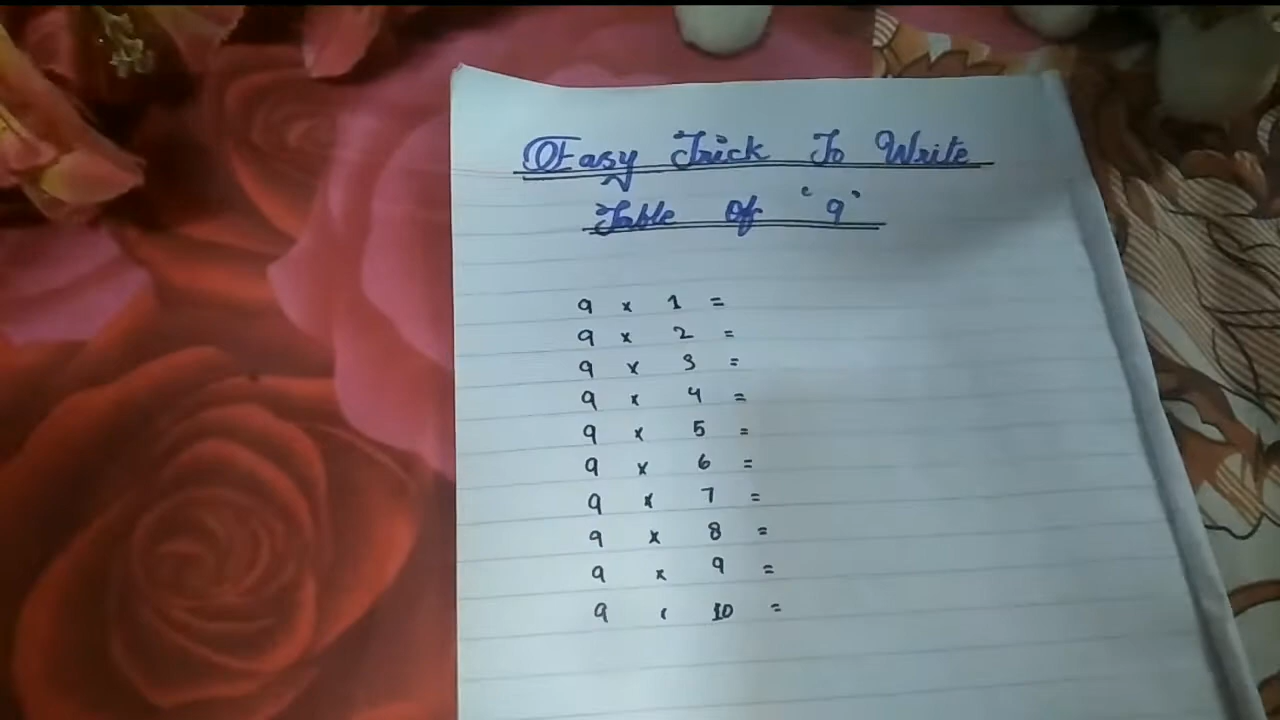 Easy Trick To Write
Table Of '9'
9 × 1 =
9 × 2 =
9 × 3 =
9 × 4 =
9 × 5 =
9 × 6 =
9 × 7 =
9 × 8 =
9 × 9 =
9 × 10 =